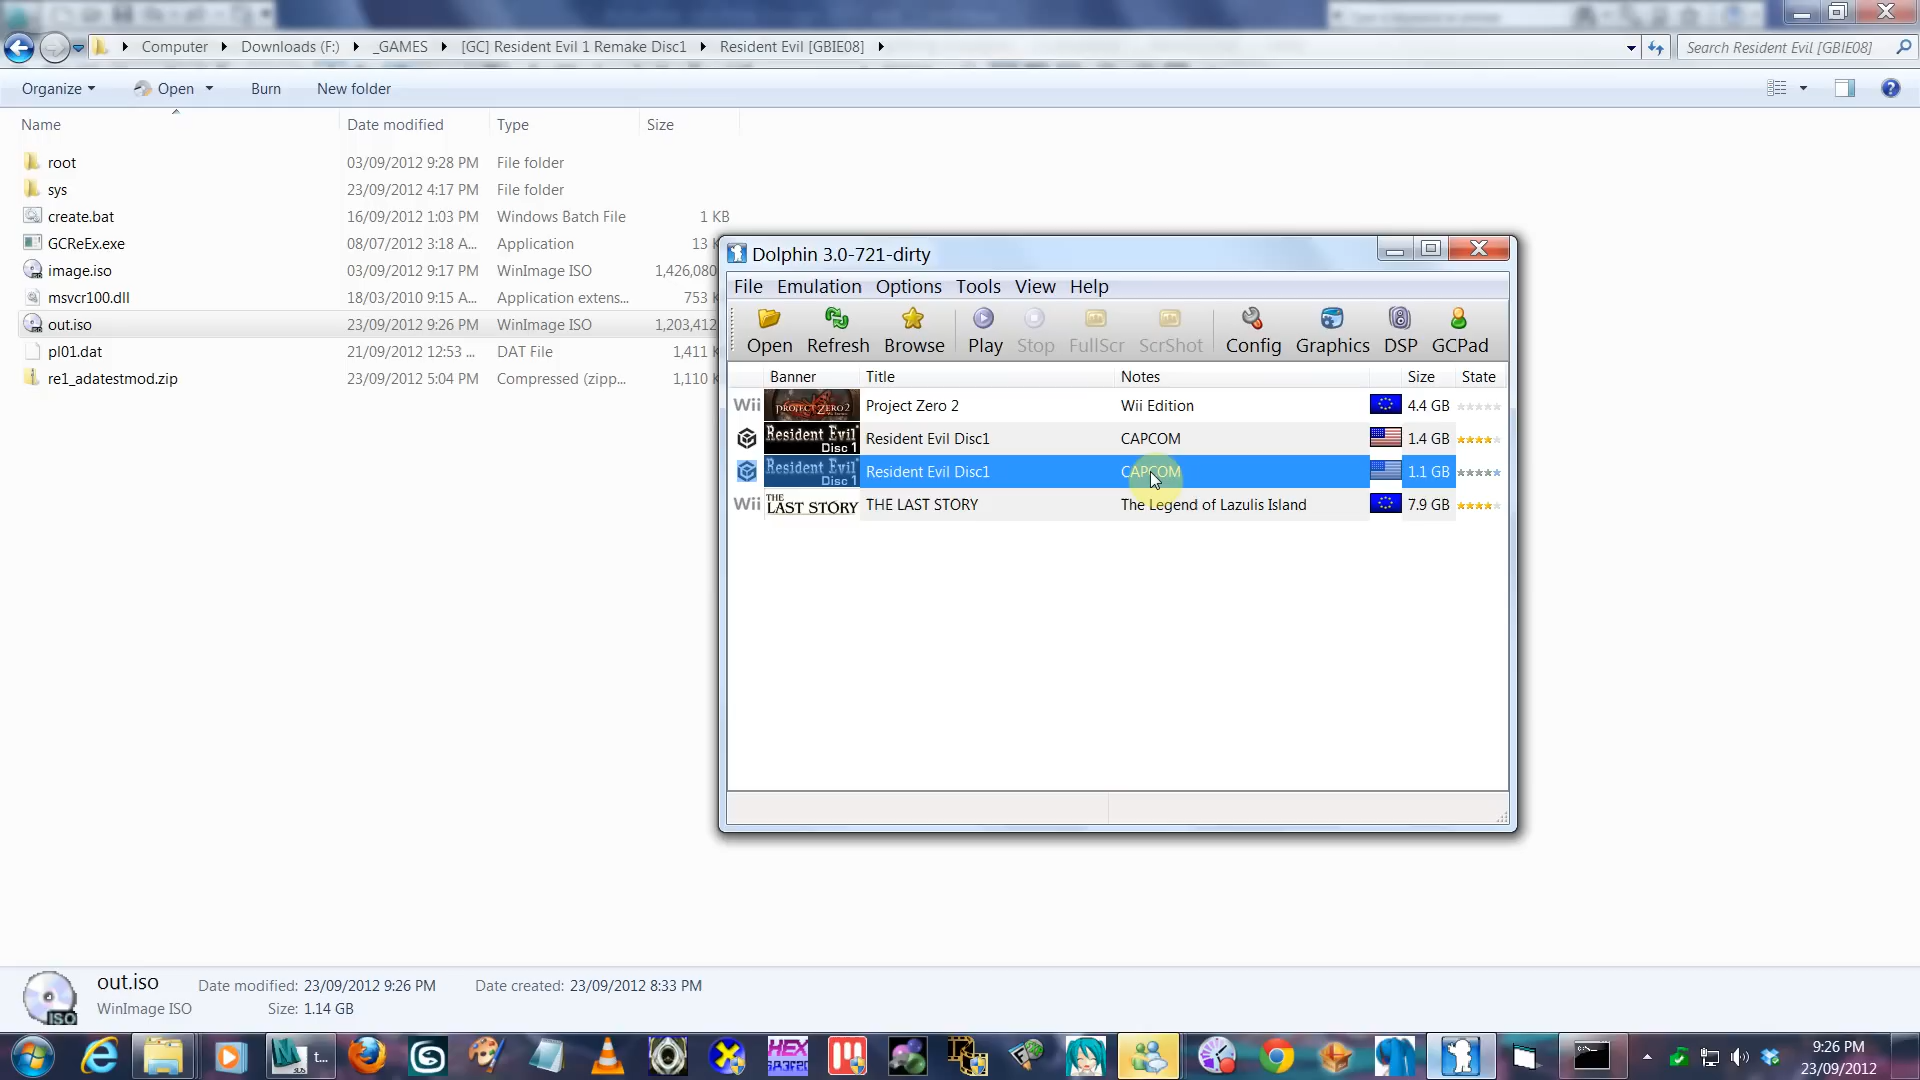 Computer Downloads (F:) _GAMES [GC] Resident Evil 1 Remake Disc1 Resident Evil [GBIE08]
Search Resident Evil [GBIE08]
Organize Open Burn New folder
Name Date modified Type Size
root 03/09/2012 9:28 PM File folder
sys 23/09/2012 4:17 PM File folder
create.bat 16/09/2012 1:03 PM Windows Batch File 1 KB
GCReEx.exe 08/07/2012 3:18 A... Application 13 K
image.iso 03/09/2012 9:17 PM WinImage ISO 1,426,080
msvcr100.dll 18/03/2010 9:15 A... Application extens... 753 K
out.iso 23/09/2012 9:26 PM WinImage ISO 1,203,412
pl01.dat 21/09/2012 12:53 ... DAT File 1,411 K
re1_adatestmod.zip 23/09/2012 5:04 PM Compressed (zipp... 1,110 K
Dolphin 3.0-721-dirty
File Emulation Options Tools View Help
Open Refresh Browse Play Stop FullScr ScrShot Config Graphics DSP GCPad
Banner Title Notes Size State
Wii PROJECT ZERO 2 Project Zero 2 Wii Edition 4.4 GB
Resident Evil Disc 1 Resident Evil Disc1 CAPCOM 1.4 GB
Resident Evil Disc 1 Resident Evil Disc1 CAPCOM 1.1 GB
Wii THE LAST STORY THE LAST STORY The Legend of Lazulis Island 7.9 GB
out.iso Date modified: 23/09/2012 9:26 PM Date created: 23/09/2012 8:33 PM
WinImage ISO Size: 1.14 GB
ISO
t...
HEX
9:26 PM
23/09/2012